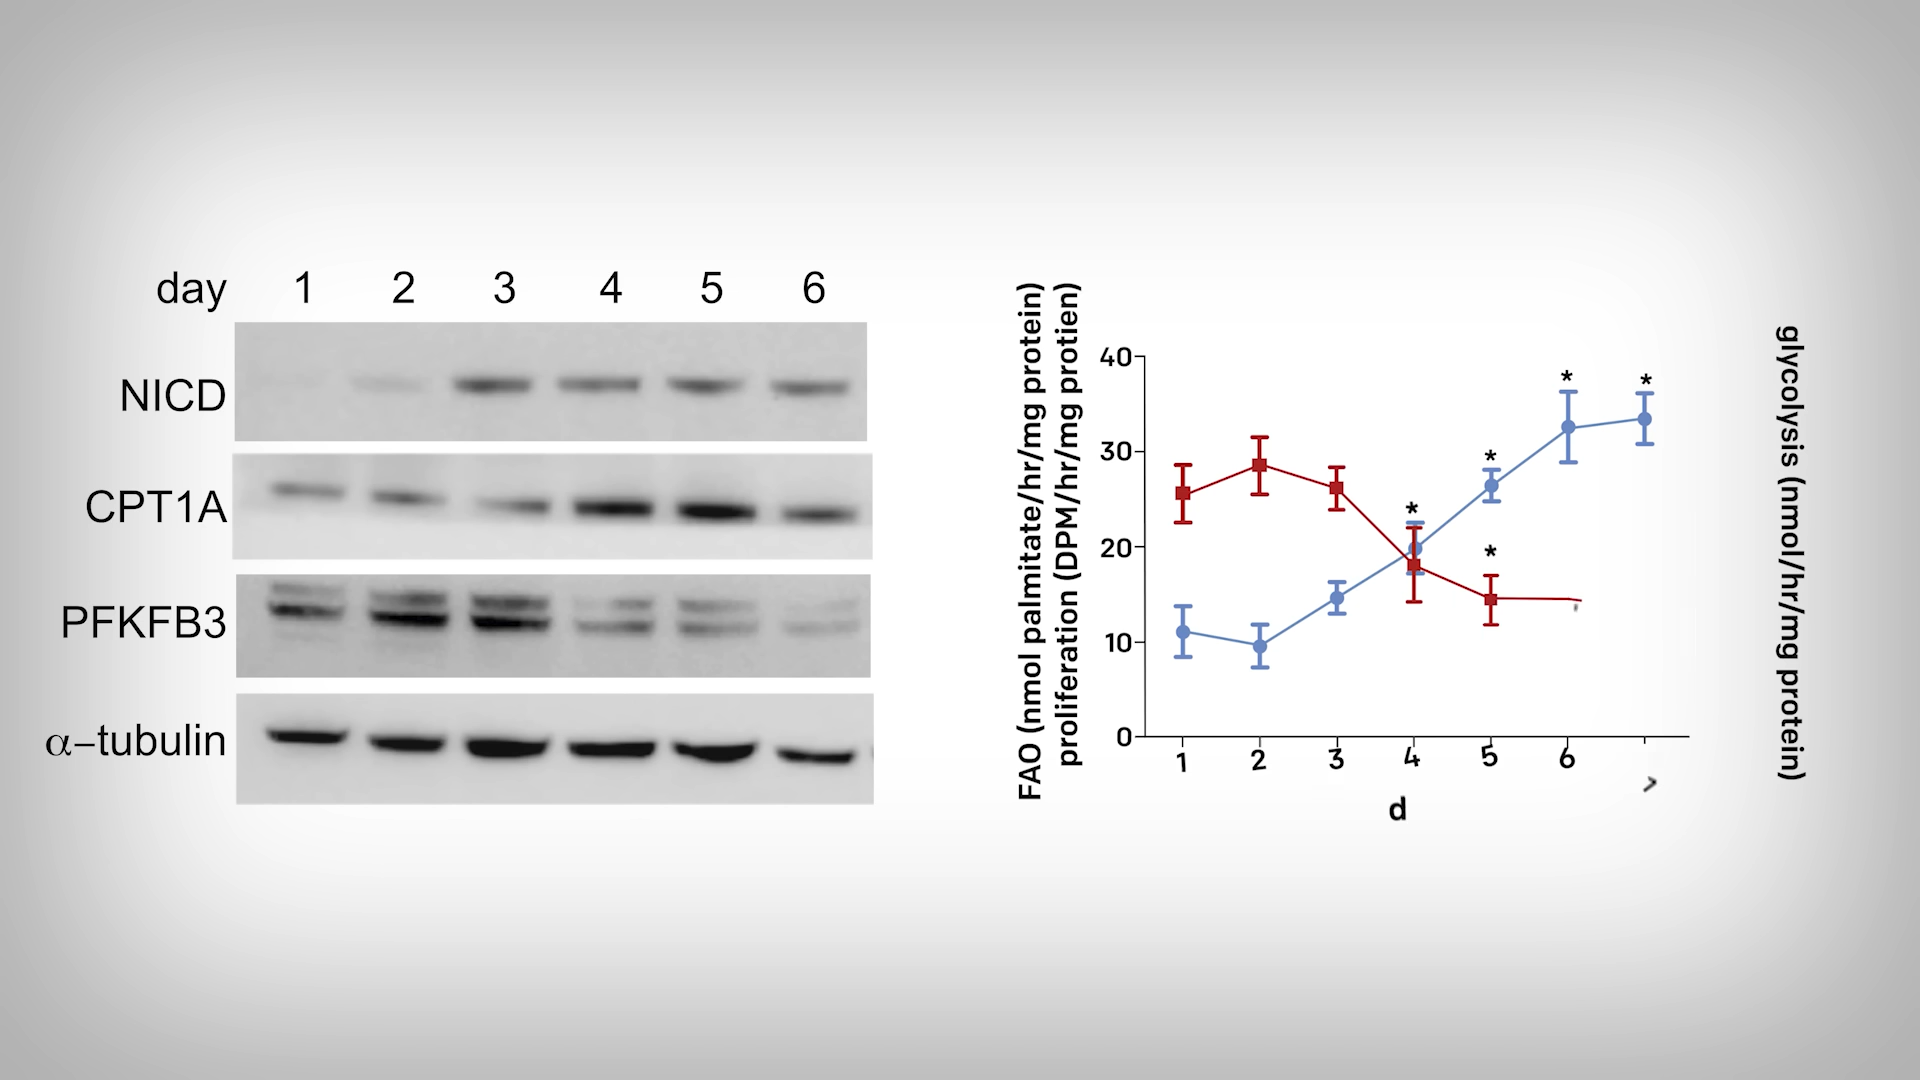 day 1 2 3 4 5 6
NICD
CPT1A
PFKFB3
α–tubulin
FAO (nmol palmitate/hr/mg protein)
proliferation (DPM/hr/mg protien)
40
30
20
10
0
* * * * *
1 2 3 4 5 6
d
glycolysis (nmol/hr/mg protein)